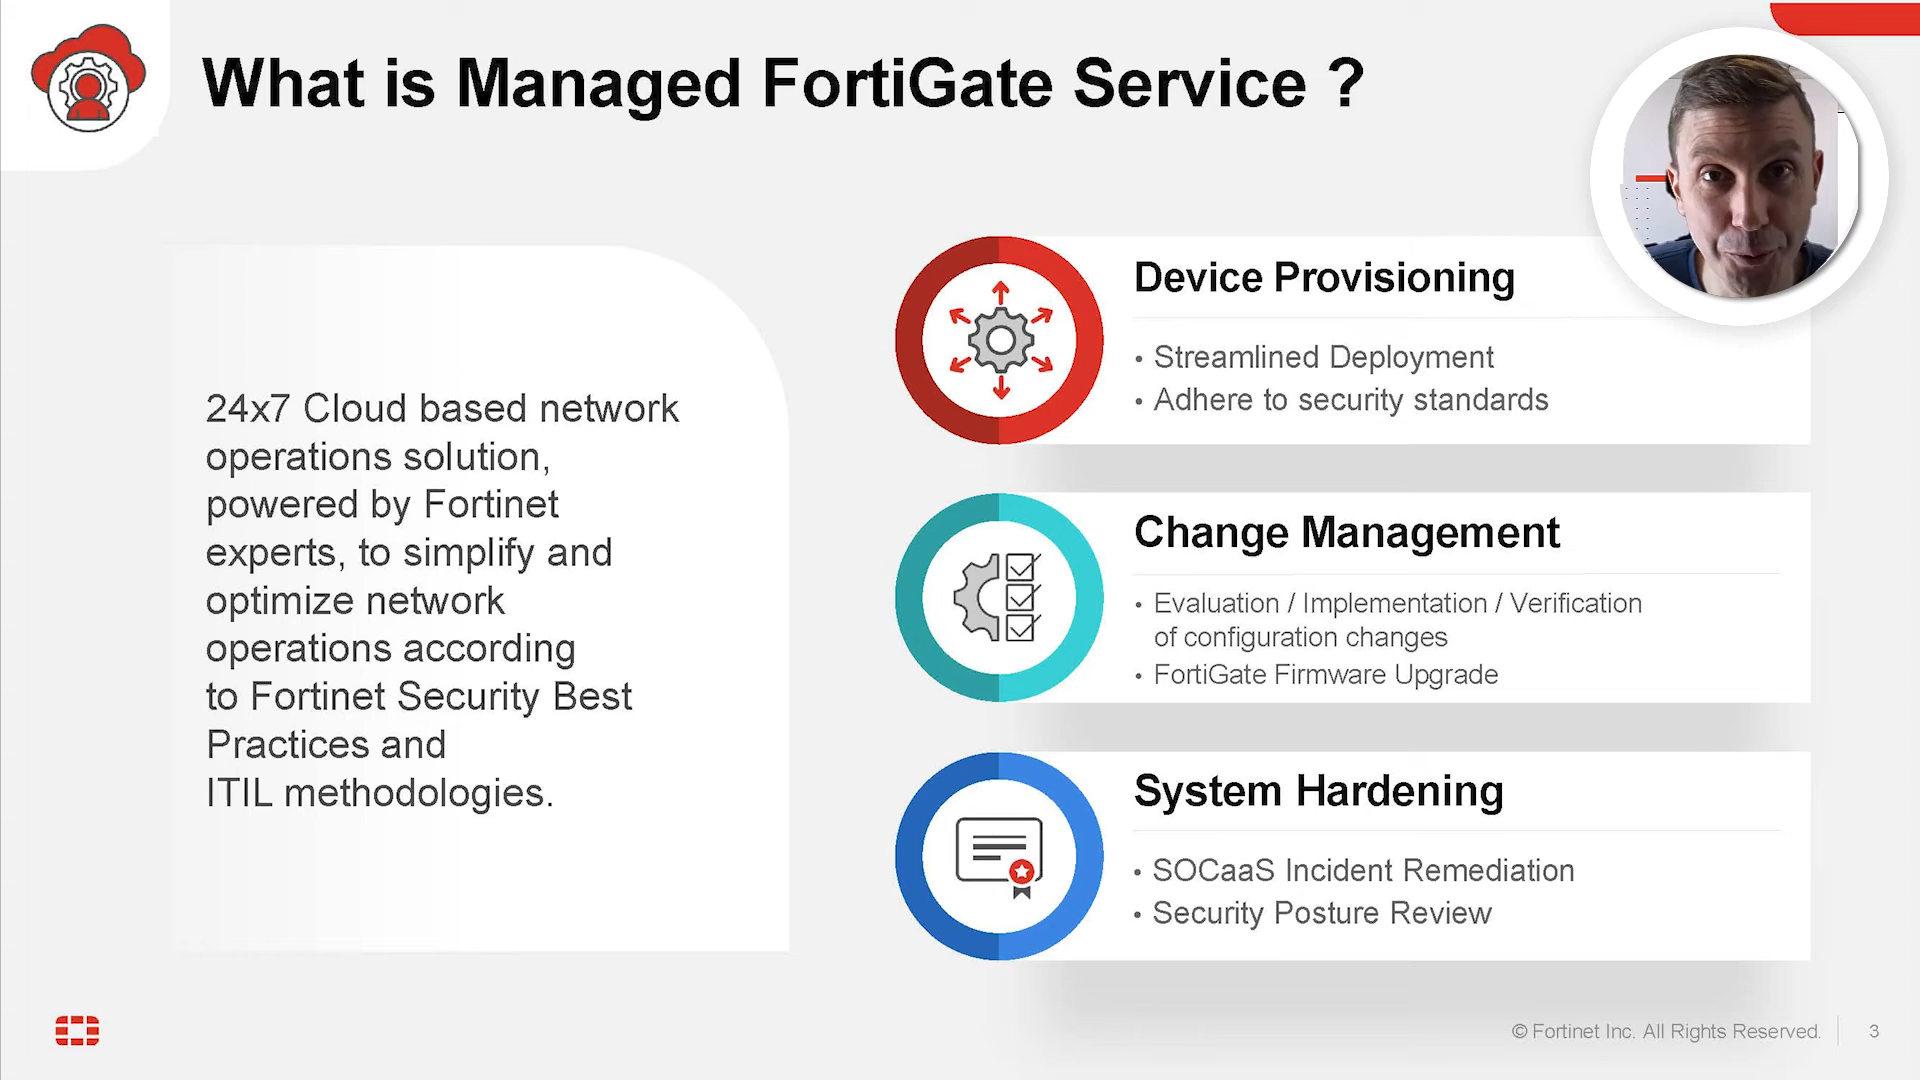 What is Managed FortiGate Service ?
24x7 Cloud based network
operations solution,
powered by Fortinet
experts, to simplify and
optimize network
operations according
to Fortinet Security Best
Practices and
ITIL methodologies.
Device Provisioning
• Streamlined Deployment
• Adhere to security standards
Change Management
• Evaluation / Implementation / Verification
of configuration changes
• FortiGate Firmware Upgrade
System Hardening
• SOCaaS Incident Remediation
• Security Posture Review
© Fortinet Inc. All Rights Reserved.
3